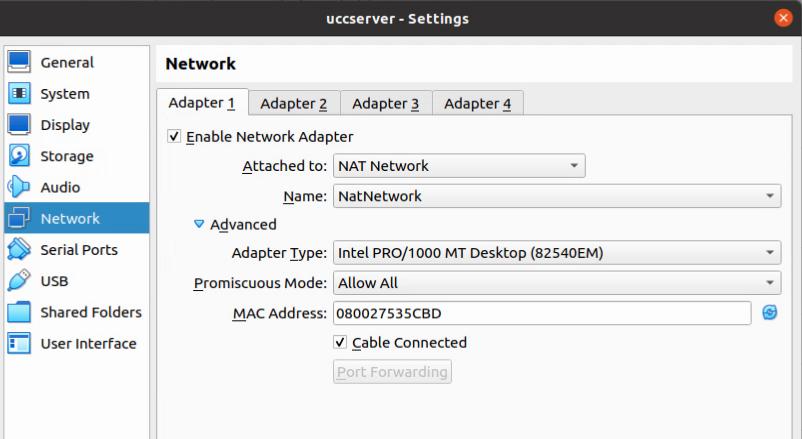 uccserver - Settings
General
System
Display
Storage
Audio
Network
Serial Ports
USB
Shared Folders
User Interface
Network
Adapter 1 Adapter 2 Adapter 3 Adapter 4
Enable Network Adapter
Attached to: NAT Network
Name: NatNetwork
Advanced
Adapter Type: Intel PRO/1000 MT Desktop (82540EM)
Promiscuous Mode: Allow All
MAC Address: 080027535CBD
Cable Connected
Port Forwarding